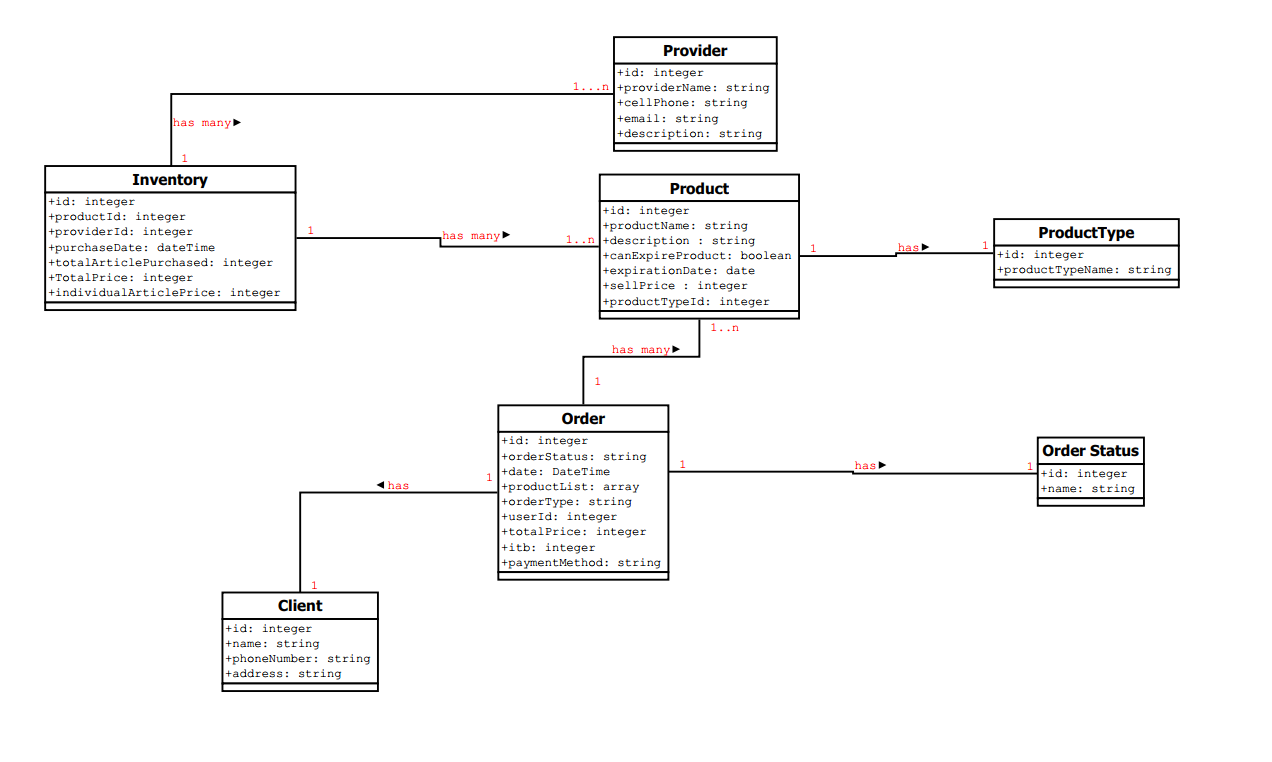 Provider
+id: integer
+providerName: string
+cellPhone: string
+email: string
+description: string
1...n
has many►
1
Inventory
+id: integer
+productId: integer
+providerId: integer
+purchaseDate: dateTime
+totalArticlePurchased: integer
+TotalPrice: integer
+individualArticlePrice: integer
1
has many►
1..n
Product
+id: integer
+productName: string
+description : string
+canExpireProduct: boolean
+expirationDate: date
+sellPrice : integer
+productTypeId: integer
1
has►
1
ProductType
+id: integer
+productTypeName: string
1..n
has many►
1
Order
+id: integer
+orderStatus: string
+date: DateTime
+productList: array
+orderType: string
+userId: integer
+totalPrice: integer
+itb: integer
+paymentMethod: string
1
has►
1
Order Status
+id: integer
+name: string
1
◄has
1
Client
+id: integer
+name: string
+phoneNumber: string
+address: string